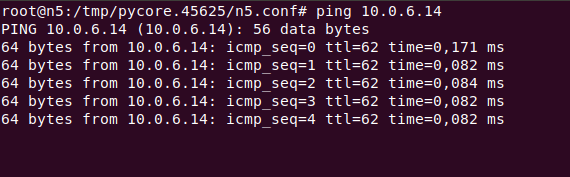 root@n5:/tmp/pycore.45625/n5.conf# ping 10.0.6.14
PING 10.0.6.14 (10.0.6.14): 56 data bytes
64 bytes from 10.0.6.14: icmp_seq=0 ttl=62 time=0,171 ms
64 bytes from 10.0.6.14: icmp_seq=1 ttl=62 time=0,082 ms
64 bytes from 10.0.6.14: icmp_seq=2 ttl=62 time=0,084 ms
64 bytes from 10.0.6.14: icmp_seq=3 ttl=62 time=0,082 ms
64 bytes from 10.0.6.14: icmp_seq=4 ttl=62 time=0,082 ms